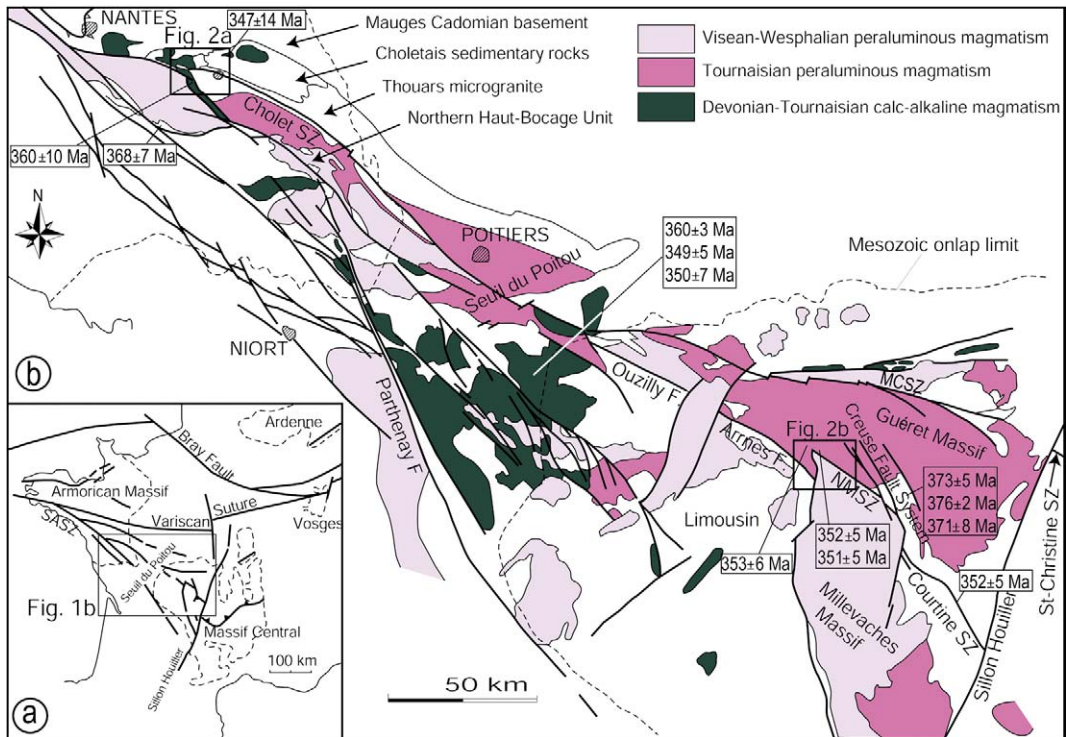 b
NANTES
Fig. 2a
347±14 Ma
Mauges Cadomian basement
Choletais sedimentary rocks
Thouars microgranite
Northern Haut-Bocage Unit
Visean-Wesphalian peraluminous magmatism
Tournaisian peraluminous magmatism
Devonian-Tournaisian calc-alkaline magmatism
Cholet SZ
360±10 Ma
368±7 Ma
N
POITIERS
Seuil du Poitou
360±3 Ma
349±5 Ma
350±7 Ma
Mesozoic onlap limit
NIORT
Parthenay F
Ouzilly F
Arrnes F.
MCSZ
Guéret Massif
Creuse Fault System
Fig. 2b
NMSZ
373±5 Ma
376±2 Ma
371±8 Ma
Limousin
352±5 Ma
351±5 Ma
353±6 Ma
352±5 Ma
Millevaches
Massif
Courtine SZ
Sillon Houiller
St-Christine SZ
50 km
a
Ardenne
Bray Fault
Armorican Massif
SASZ
Variscan
Suture
Vosges
Seuil du Poitou
Fig. 1b
Massif Central
Sillon Houiller
100 km